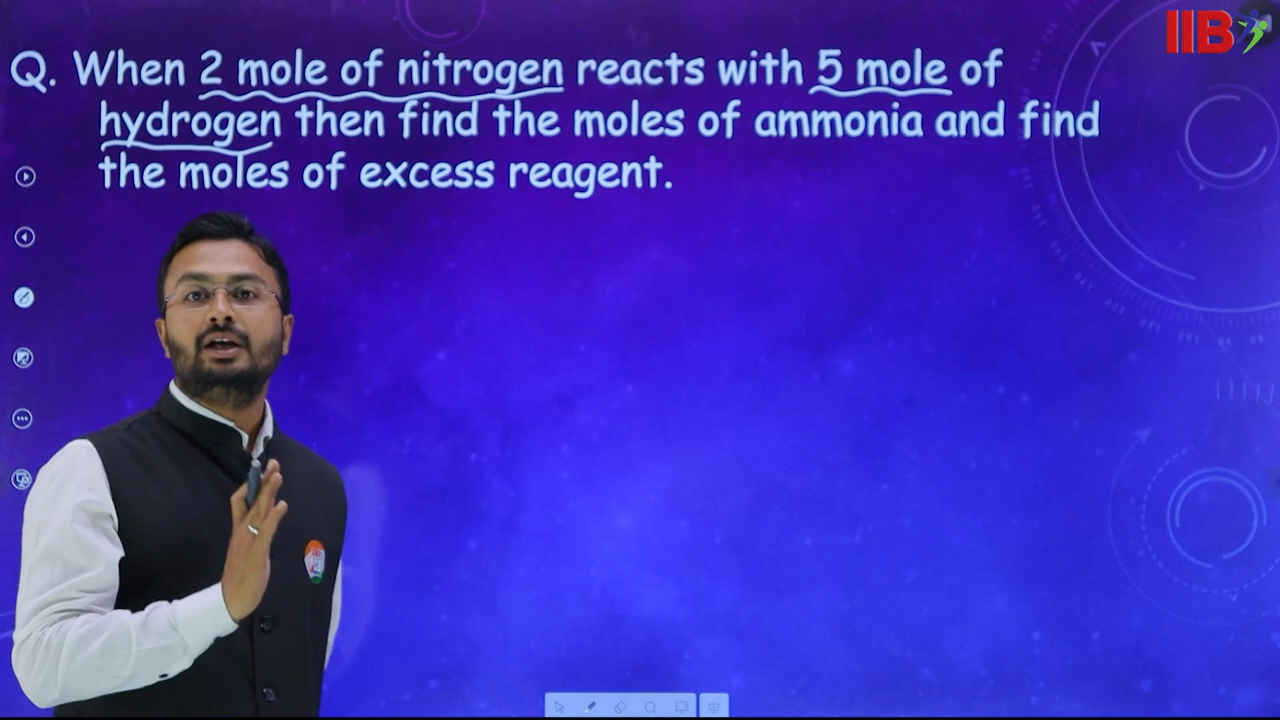 IIB
Q. When 2 mole of nitrogen reacts with 5 mole of
hydrogen then find the moles of ammonia and find
the moles of excess reagent.